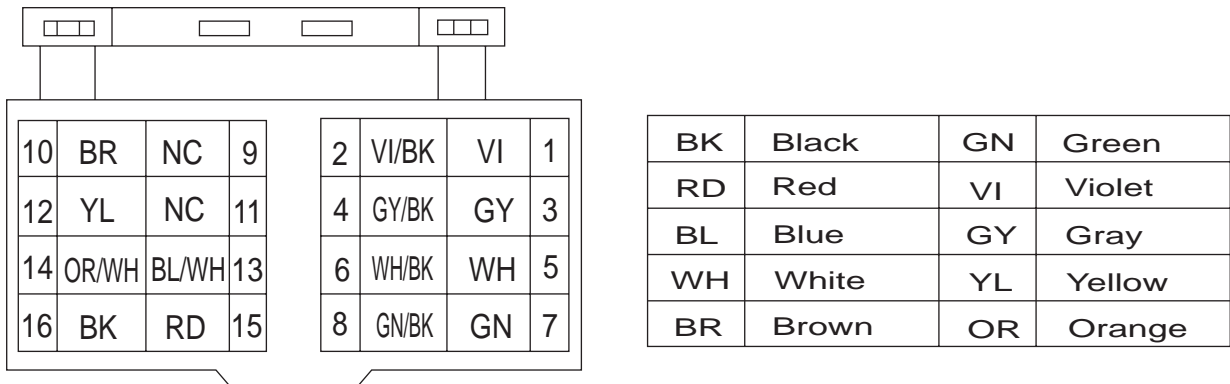 10 BR NC 9 2 VI/BK VI 1
12 YL NC 11 4 GY/BK GY 3
14 OR/WH BL/WH 13 6 WH/BK WH 5
16 BK RD 15 8 GN/BK GN 7
BK Black GN Green
RD Red VI Violet
BL Blue GY Gray
WH White YL Yellow
BR Brown OR Orange